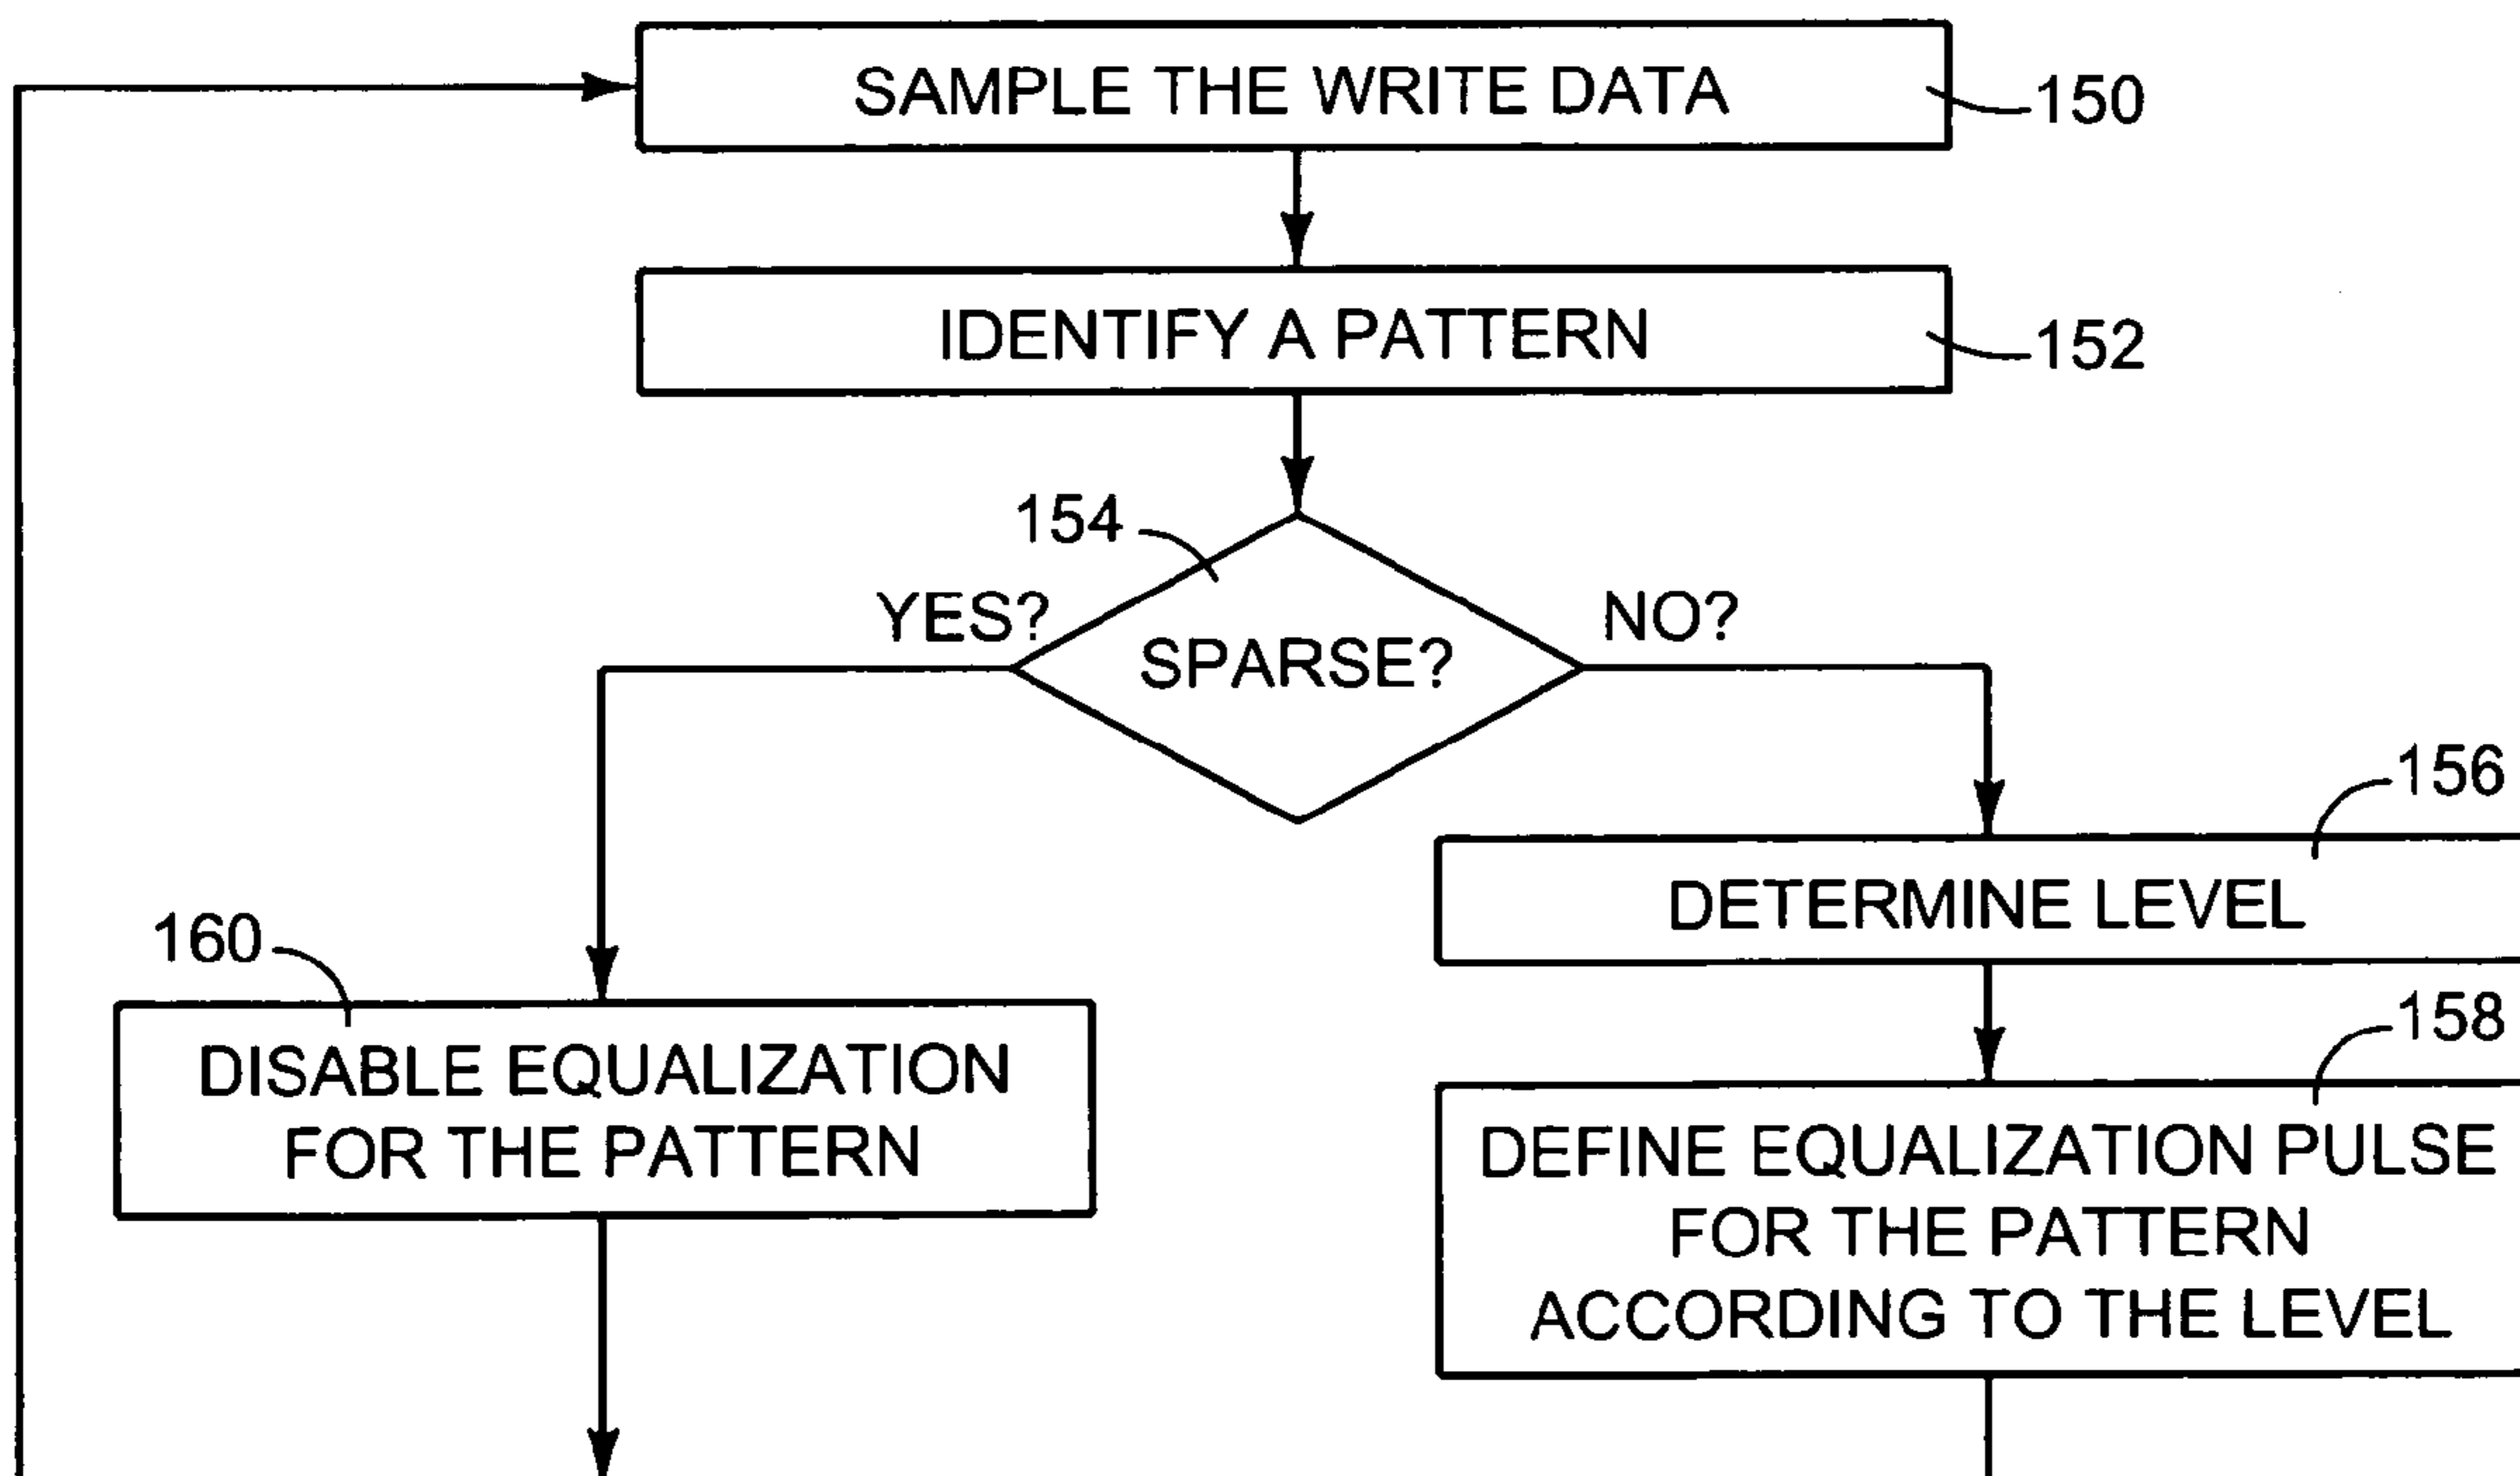 SAMPLE THE WRITE DATA
150
IDENTIFY A PATTERN
152
154
YES?
SPARSE?
NO?
156
DETERMINE LEVEL
160
DISABLE EQUALIZATION
FOR THE PATTERN
158
DEFINE EQUALIZATION PULSE
FOR THE PATTERN
ACCORDING TO THE LEVEL